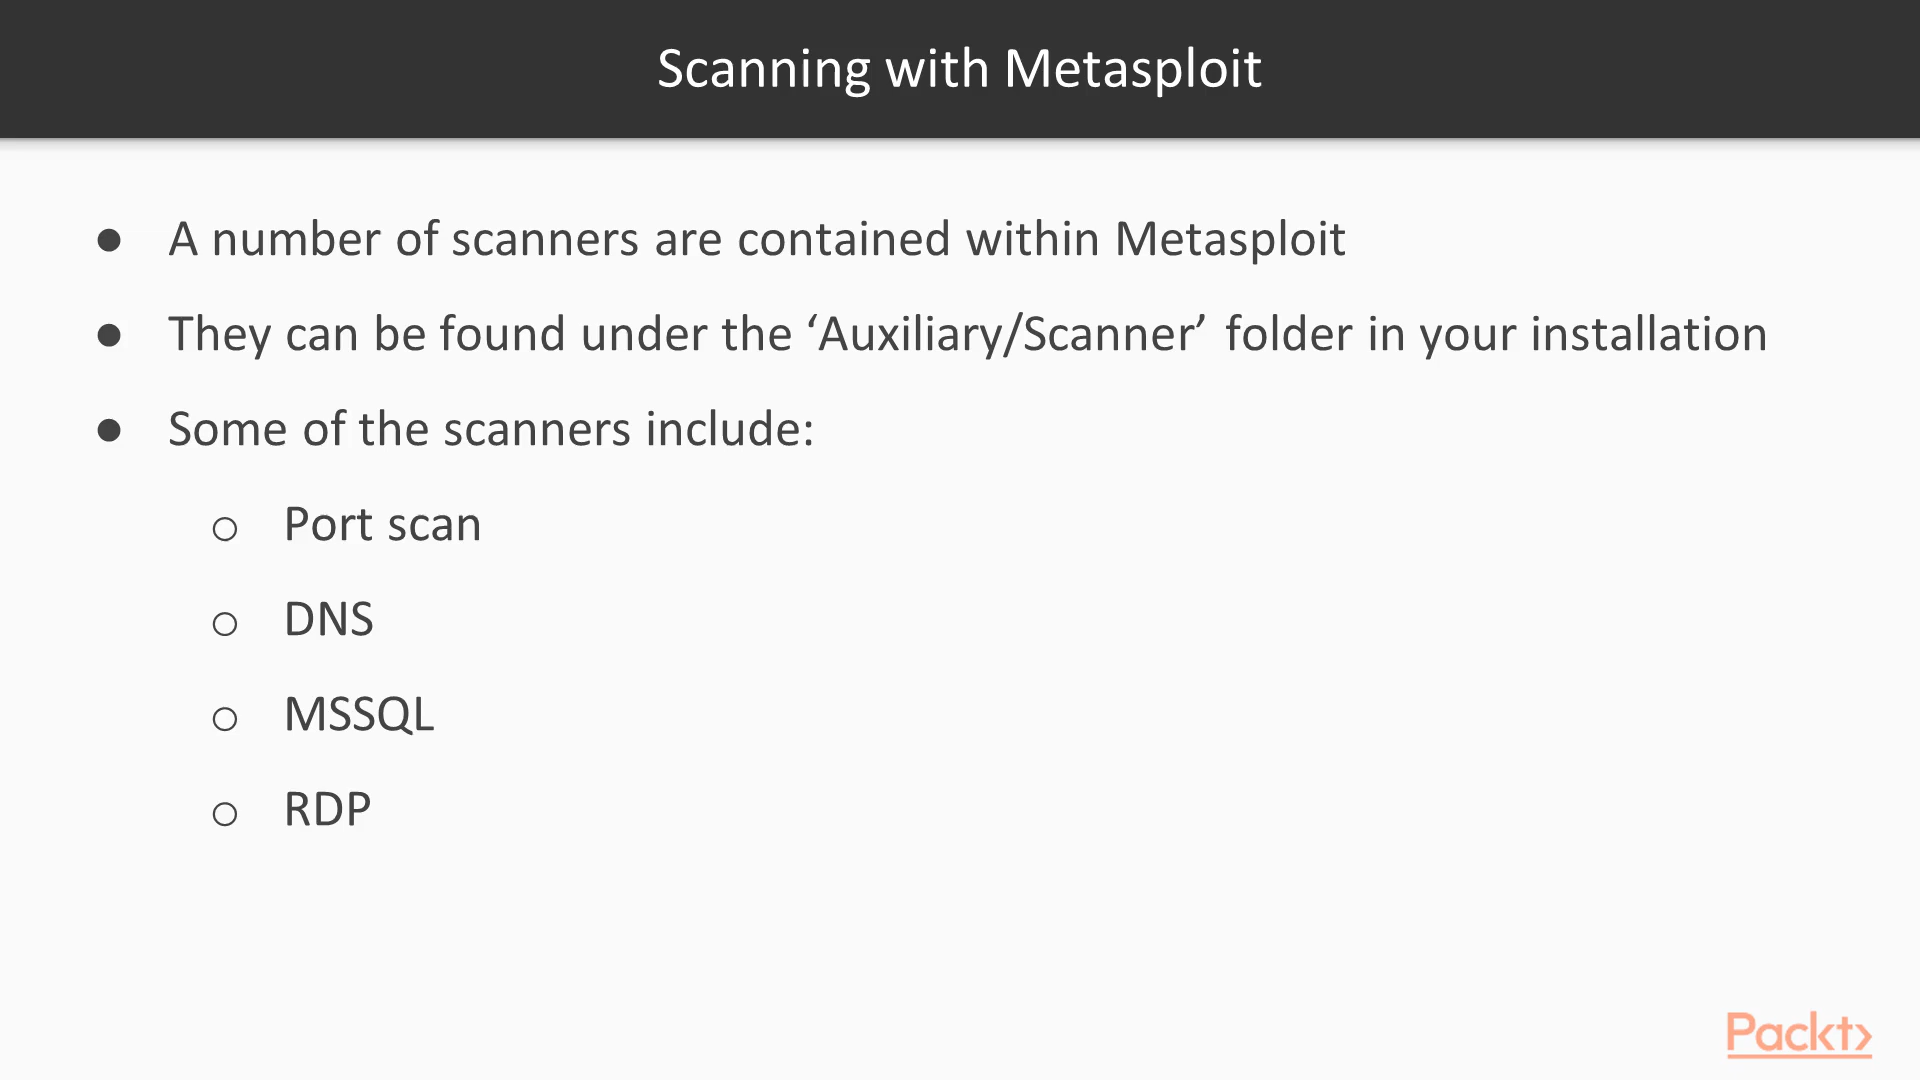 Scanning with Metasploit
● A number of scanners are contained within Metasploit
● They can be found under the ‘Auxiliary/Scanner’ folder in your installation
● Some of the scanners include:
○ Port scan
○ DNS
○ MSSQL
○ RDP
Packt>